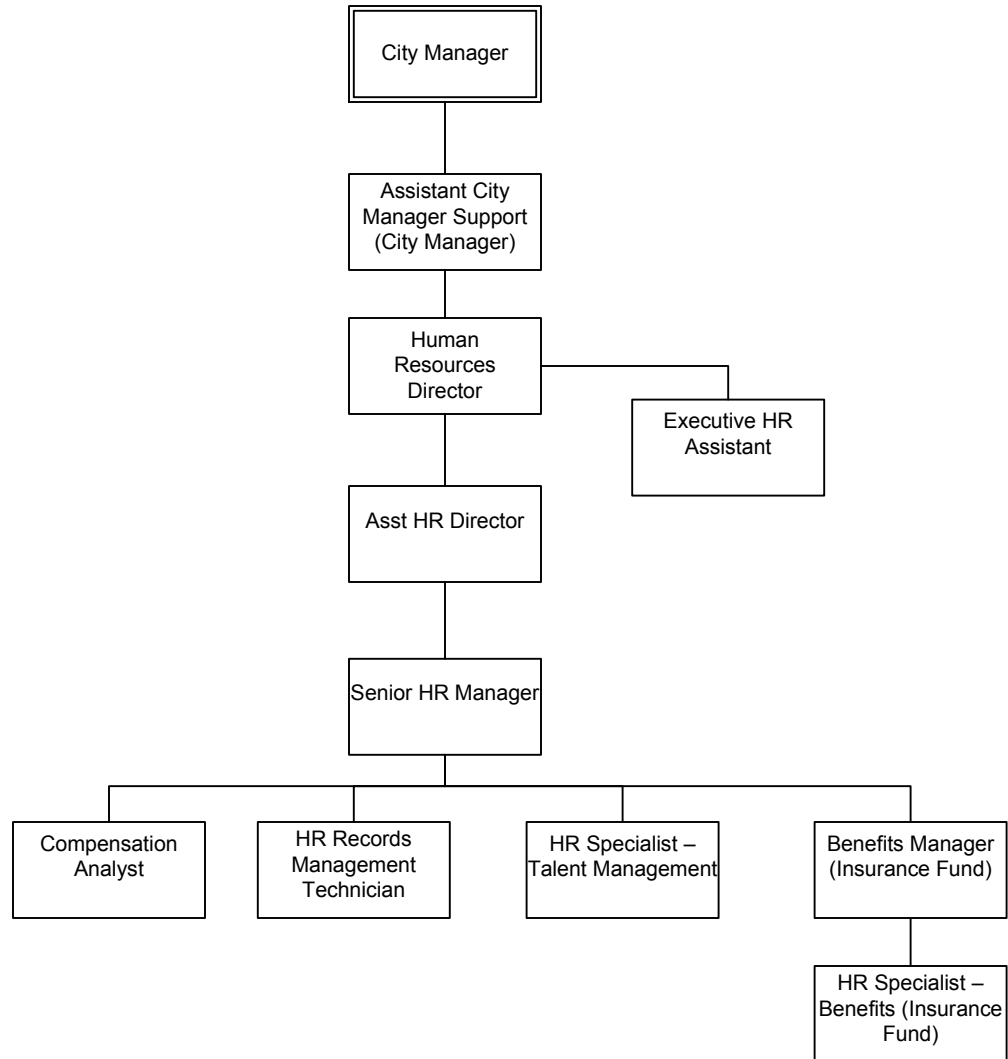 City Manager
Assistant City
Manager Support
(City Manager)
Human
Resources
Director
Executive HR
Assistant
Asst HR Director
Senior HR Manager
Compensation
Analyst
HR Records
Management
Technician
HR Specialist –
Talent Management
Benefits Manager
(Insurance Fund)
HR Specialist –
Benefits (Insurance
Fund)